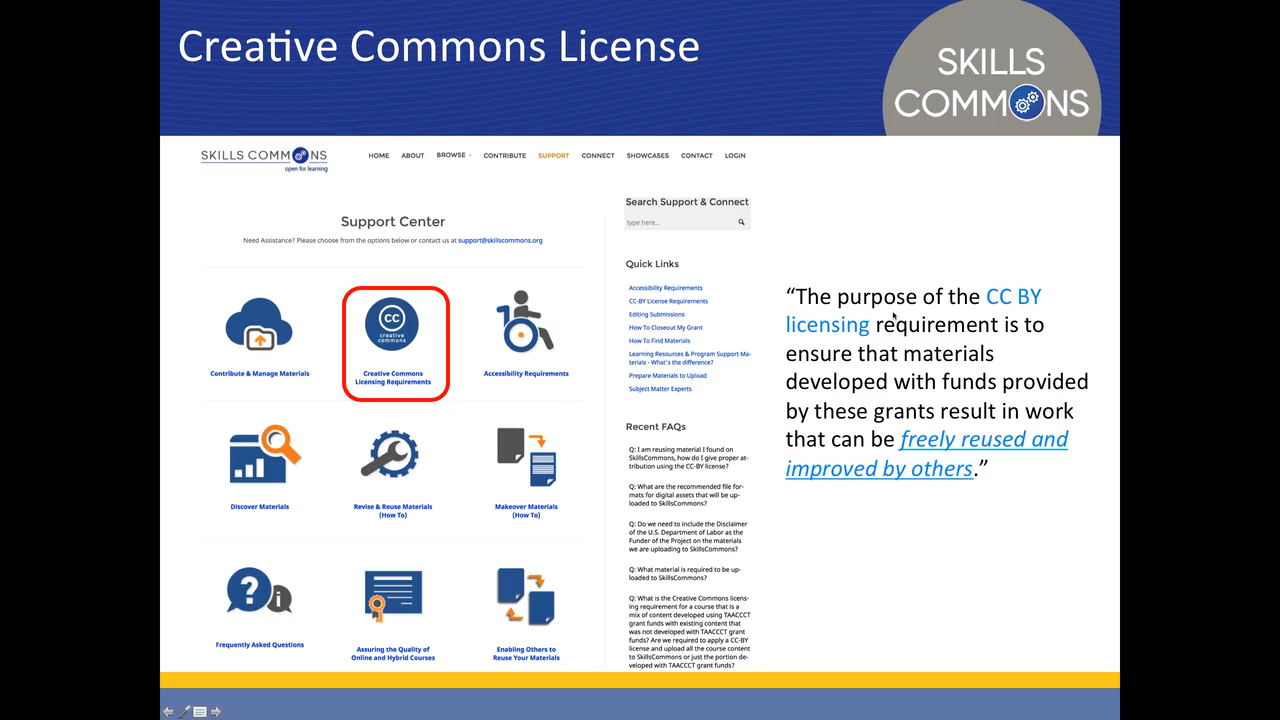 Creative Commons License
SKILLS
COMMONS
SKILLS COMMONS
open for learning
HOME
ABOUT
BROWSE
CONTRIBUTE
SUPPORT
CONNECT
SHOWCASES
CONTACT
LOGIN
Support Center
Need Assistance? Please choose from the options below or contact us at support@skillscommons.org
Contribute & Manage Materials
CC
creative
commons
Creative Commons
Licensing Requirements
Accessibility Requirements
Discover Materials
Revise & Reuse Materials
(How To)
Makeover Materials
(How To)
Frequently Asked Questions
Assuring the Quality of
Online and Hybrid Courses
Enabling Others to
Reuse Your Materials
Search Support & Connect
type here...
Quick Links
Accessibility Requirements
CC-BY License Requirements
Editing Submissions
How To Closeout My Grant
How To Find Materials
Learning Resources & Program Support Ma-
terials - What's the difference?
Prepare Materials to Upload
Subject Matter Experts
Recent FAQs
Q: I am reusing material I found on
SkillsCommons, how do I give proper at-
tribution using the CC-BY license?
Q: What are the recommended file for-
mats for digital assets that will be up-
loaded to SkillsCommons?
Q: Do we need to include the Disclaimer
of the U.S. Department of Labor as the
Funder of the Project on the materials
we are uploading to SkillsCommons?
Q: What material is required to be up-
loaded to SkillsCommons?
Q: What is the Creative Commons licens-
ing requirement for a course that is a
mix of content developed using TAACCCT
grant funds with existing content that
was not developed with TAACCCT grant
funds? Are we required to apply a CC-BY
license and upload all the course content
to SkillsCommons or just the portion de-
veloped with TAACCCT grant funds?
“The purpose of the CC BY
licensing requirement is to
ensure that materials
developed with funds provided
by these grants result in work
that can be freely reused and
improved by others.”